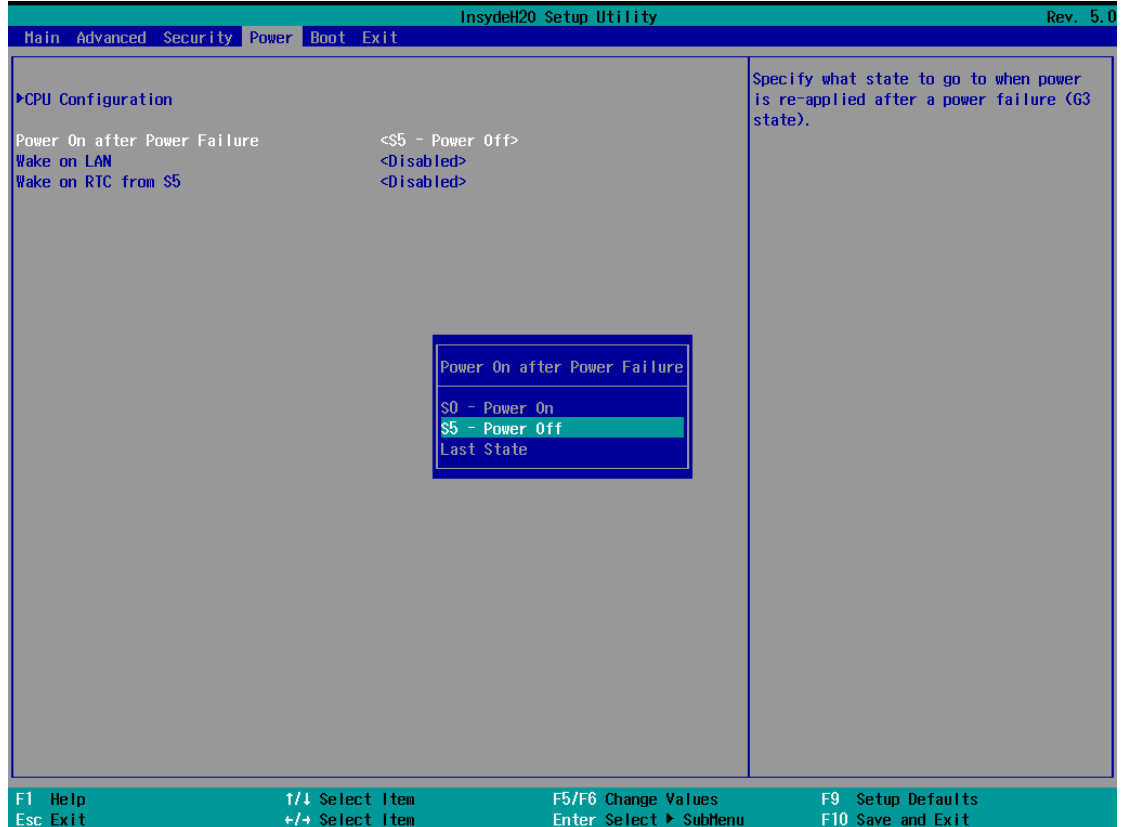 InsydeH20 Setup Utility Rev. 5.0
Main Advanced Security Power Boot Exit
▶CPU Configuration
Power On after Power Failure <S5 - Power Off>
Wake on LAN <Disabled>
Wake on RTC from S5 <Disabled>
Specify what state to go to when power
is re-applied after a power failure (G3
state).
Power On after Power Failure
S0 - Power On
S5 - Power Off
Last State
F1 Help ↑/↓ Select Item F5/F6 Change Values F9 Setup Defaults
Esc Exit ←/→ Select Item Enter Select ▶ SubMenu F10 Save and Exit